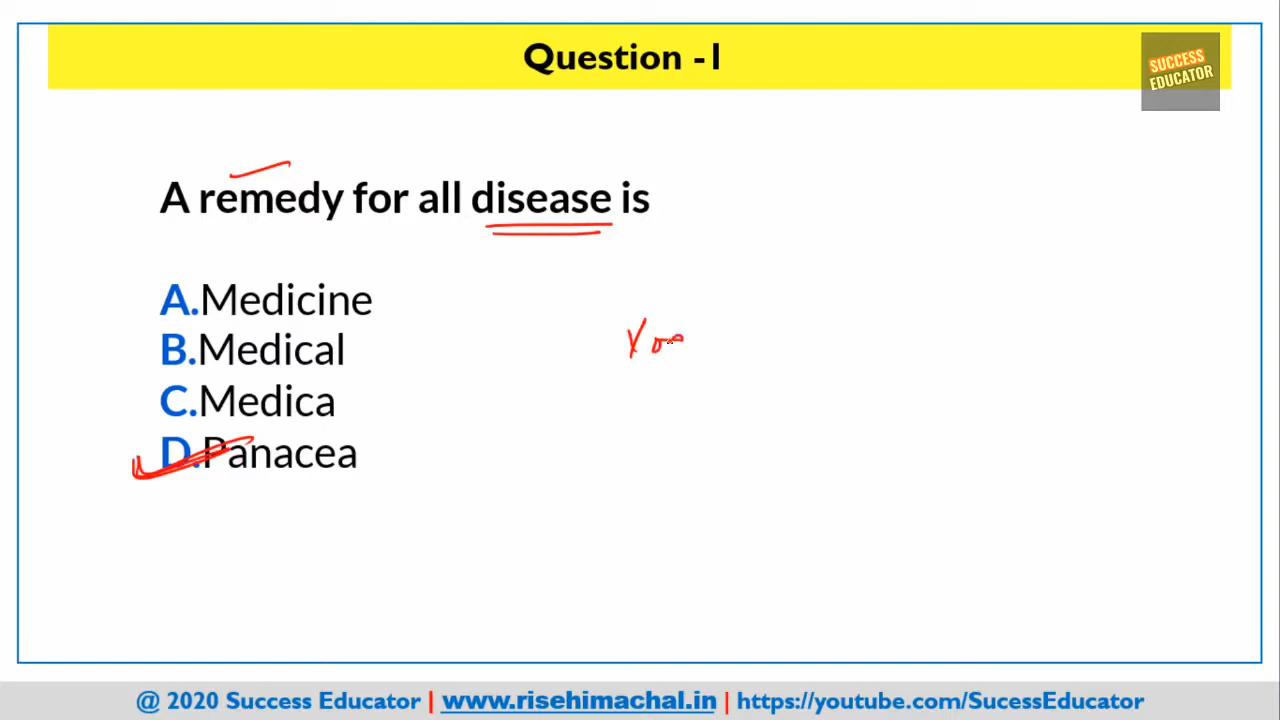 Question -1
SUCCESS
EDUCATOR
A remedy for all disease is
A.Medicine
B.Medical
C.Medica
D.Panacea
@ 2020 Success Educator | www.risehimachal.in | https://youtube.com/SucessEducator